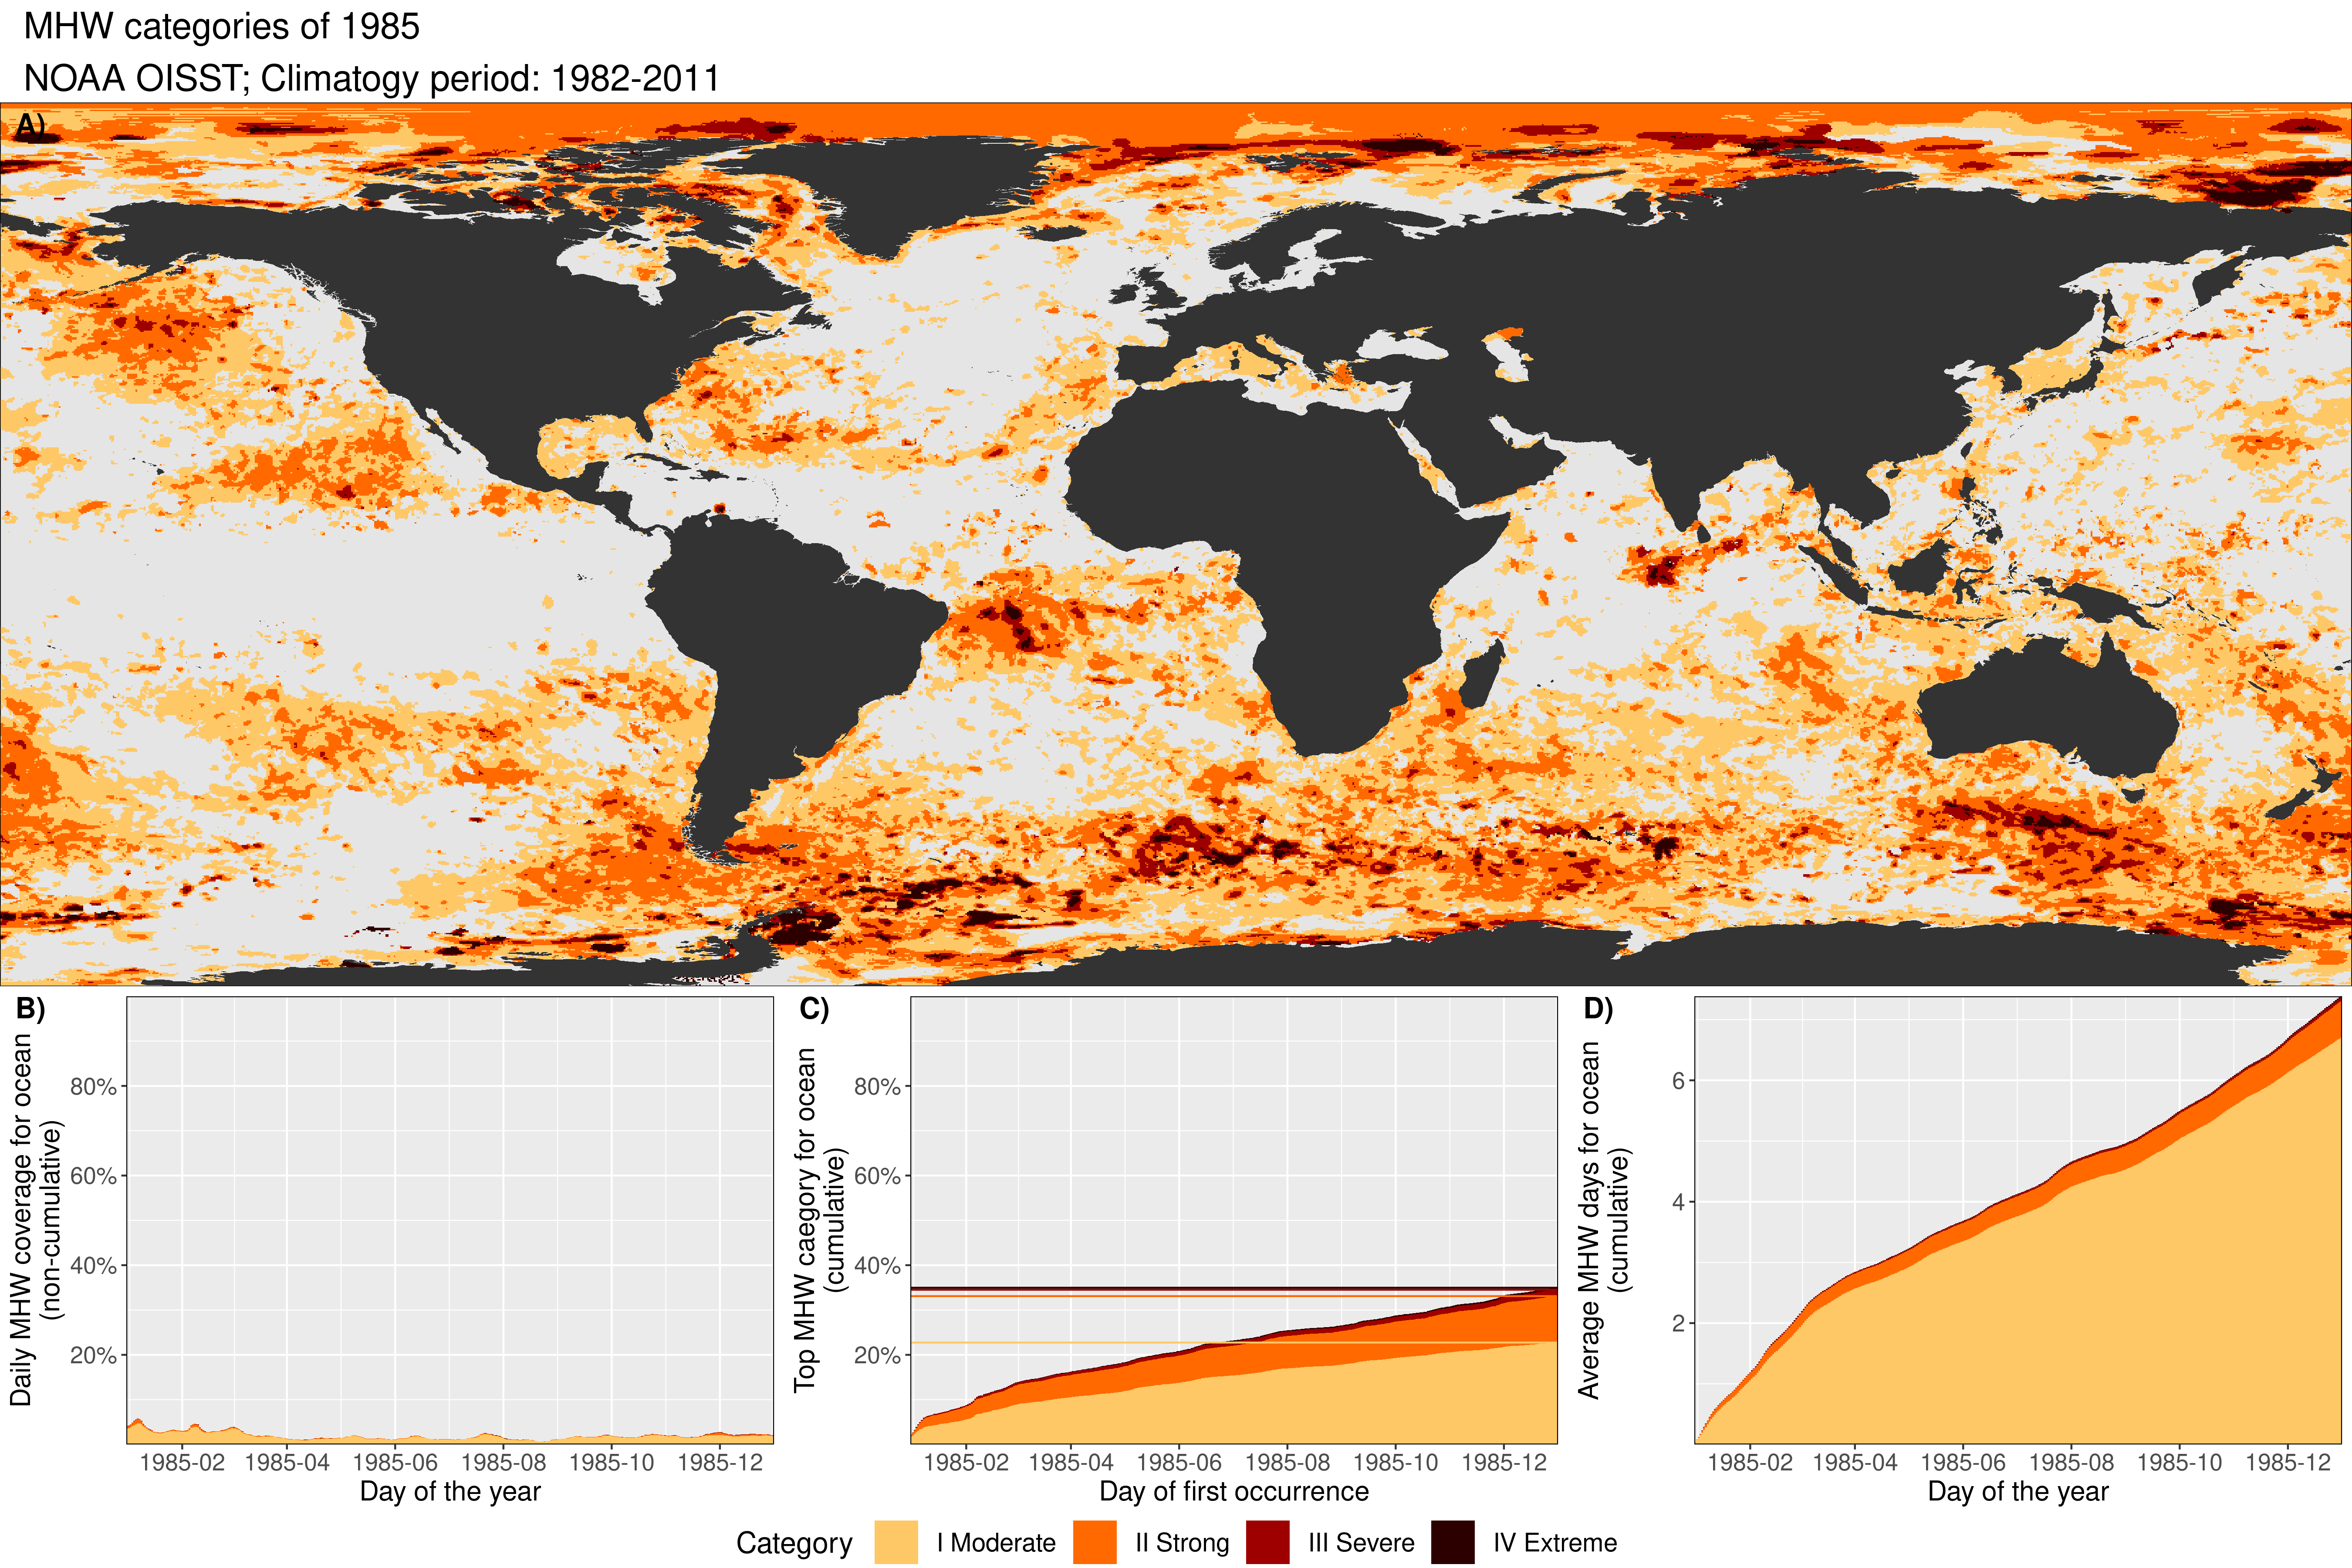 MHW categories of 1985
NOAA OISST; Climatogy period: 1982-2011
A)
B)
Daily MHW coverage for ocean
(non-cumulative)
80%
60%
40%
20%
1985-02 1985-04 1985-06 1985-08 1985-10 1985-12
Day of the year
C)
Top MHW category for ocean
(cumulative)
80%
60%
40%
20%
1985-02 1985-04 1985-06 1985-08 1985-10 1985-12
Day of first occurrence
D)
Average MHW days for ocean
(cumulative)
6
4
2
1985-02 1985-04 1985-06 1985-08 1985-10 1985-12
Day of the year
Category I Moderate II Strong III Severe IV Extreme